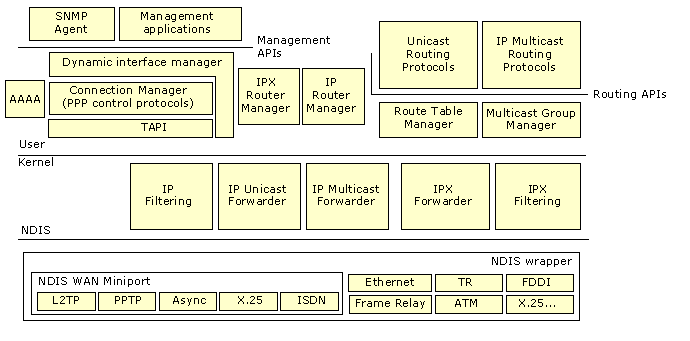 SNMP
Agent
Management
applications
Management
APIs
Dynamic interface manager
AAAA
Connection Manager
(PPP control protocols)
TAPI
IPX
Router
Manager
IP
Router
Manager
Unicast
Routing
Protocols
IP Multicast
Routing
Protocols
Routing APIs
Route Table
Manager
Multicast Group
Manager
User
Kernel
IP
Filtering
IP Unicast
Forwarder
IP Multicast
Forwarder
IPX
Forwarder
IPX
Filtering
NDIS
NDIS wrapper
NDIS WAN Miniport
L2TP
PPTP
Async
X.25
ISDN
Ethernet
TR
FDDI
Frame Relay
ATM
X.25...